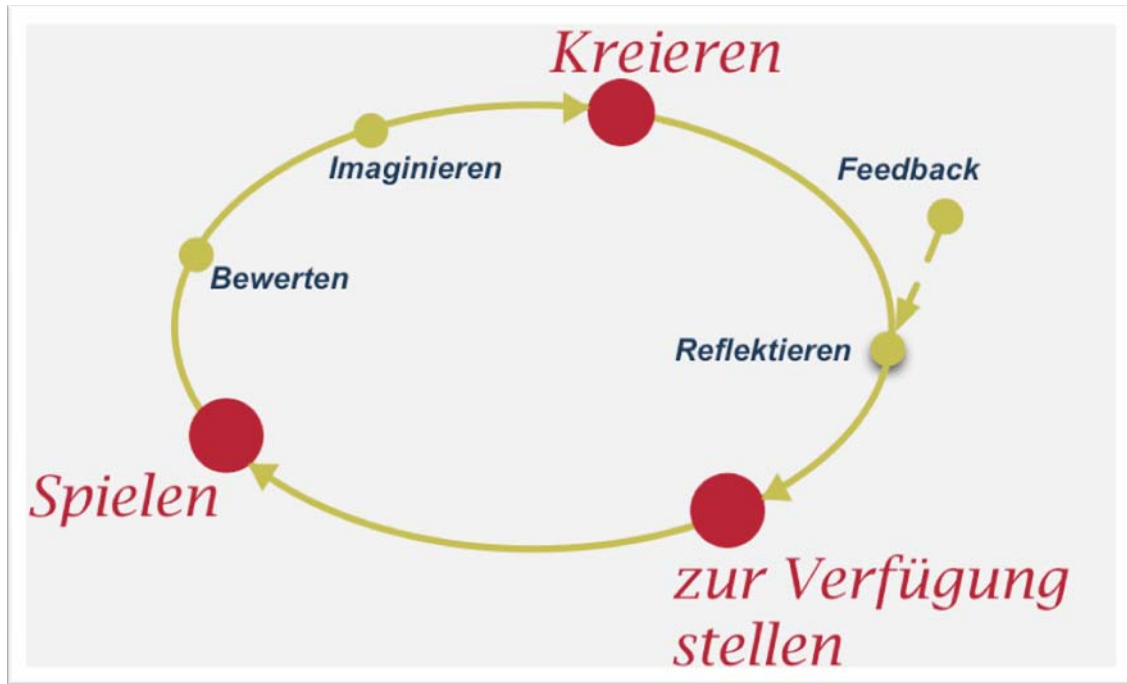 Kreieren
Imaginieren
Feedback
Bewerten
Reflektieren
Spielen
zur Verfügung
stellen